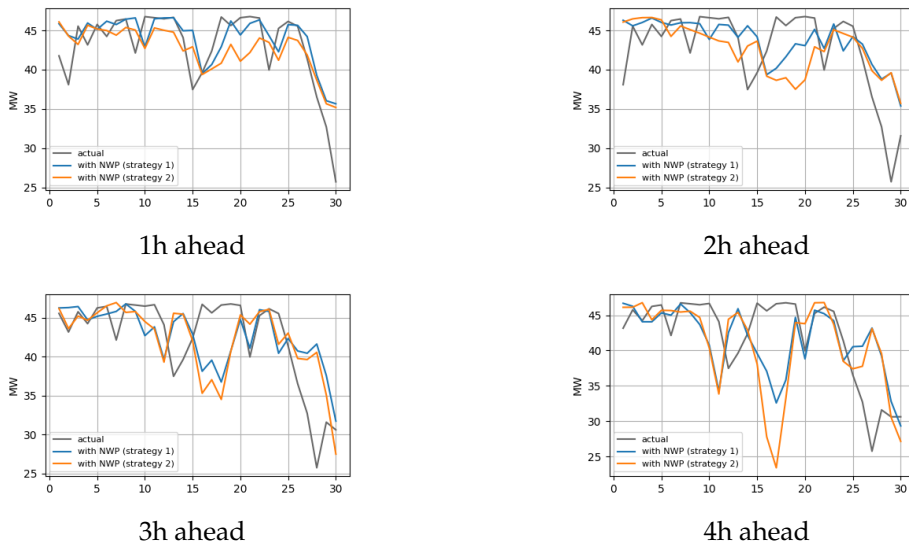 MW
45
40
35
30
25
actual
with NWP (strategy 1)
with NWP (strategy 2)
0 5 10 15 20 25 30
1h ahead
MW
45
40
35
30
25
actual
with NWP (strategy 1)
with NWP (strategy 2)
0 5 10 15 20 25 30
2h ahead
MW
45
40
35
30
25
actual
with NWP (strategy 1)
with NWP (strategy 2)
0 5 10 15 20 25 30
3h ahead
MW
45
40
35
30
25
actual
with NWP (strategy 1)
with NWP (strategy 2)
0 5 10 15 20 25 30
4h ahead